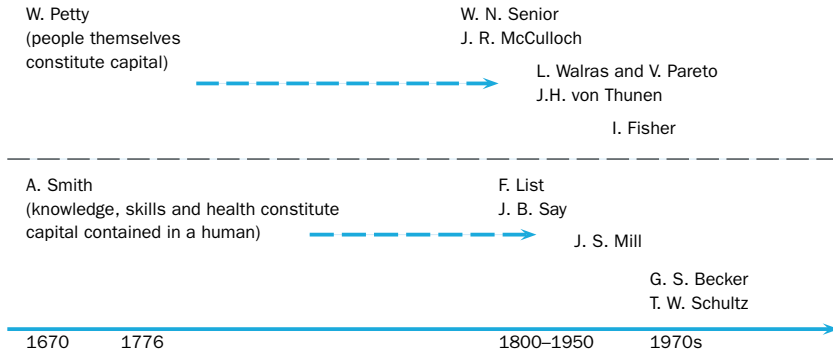 W. Petty
(people themselves
constitute capital)
W. N. Senior
J. R. McCulloch
L. Walras and V. Pareto
J.H. von Thunen
I. Fisher
A. Smith
(knowledge, skills and health constitute
capital contained in a human)
F. List
J. B. Say
J. S. Mill
G. S. Becker
T. W. Schultz
1670
1776
1800–1950
1970s